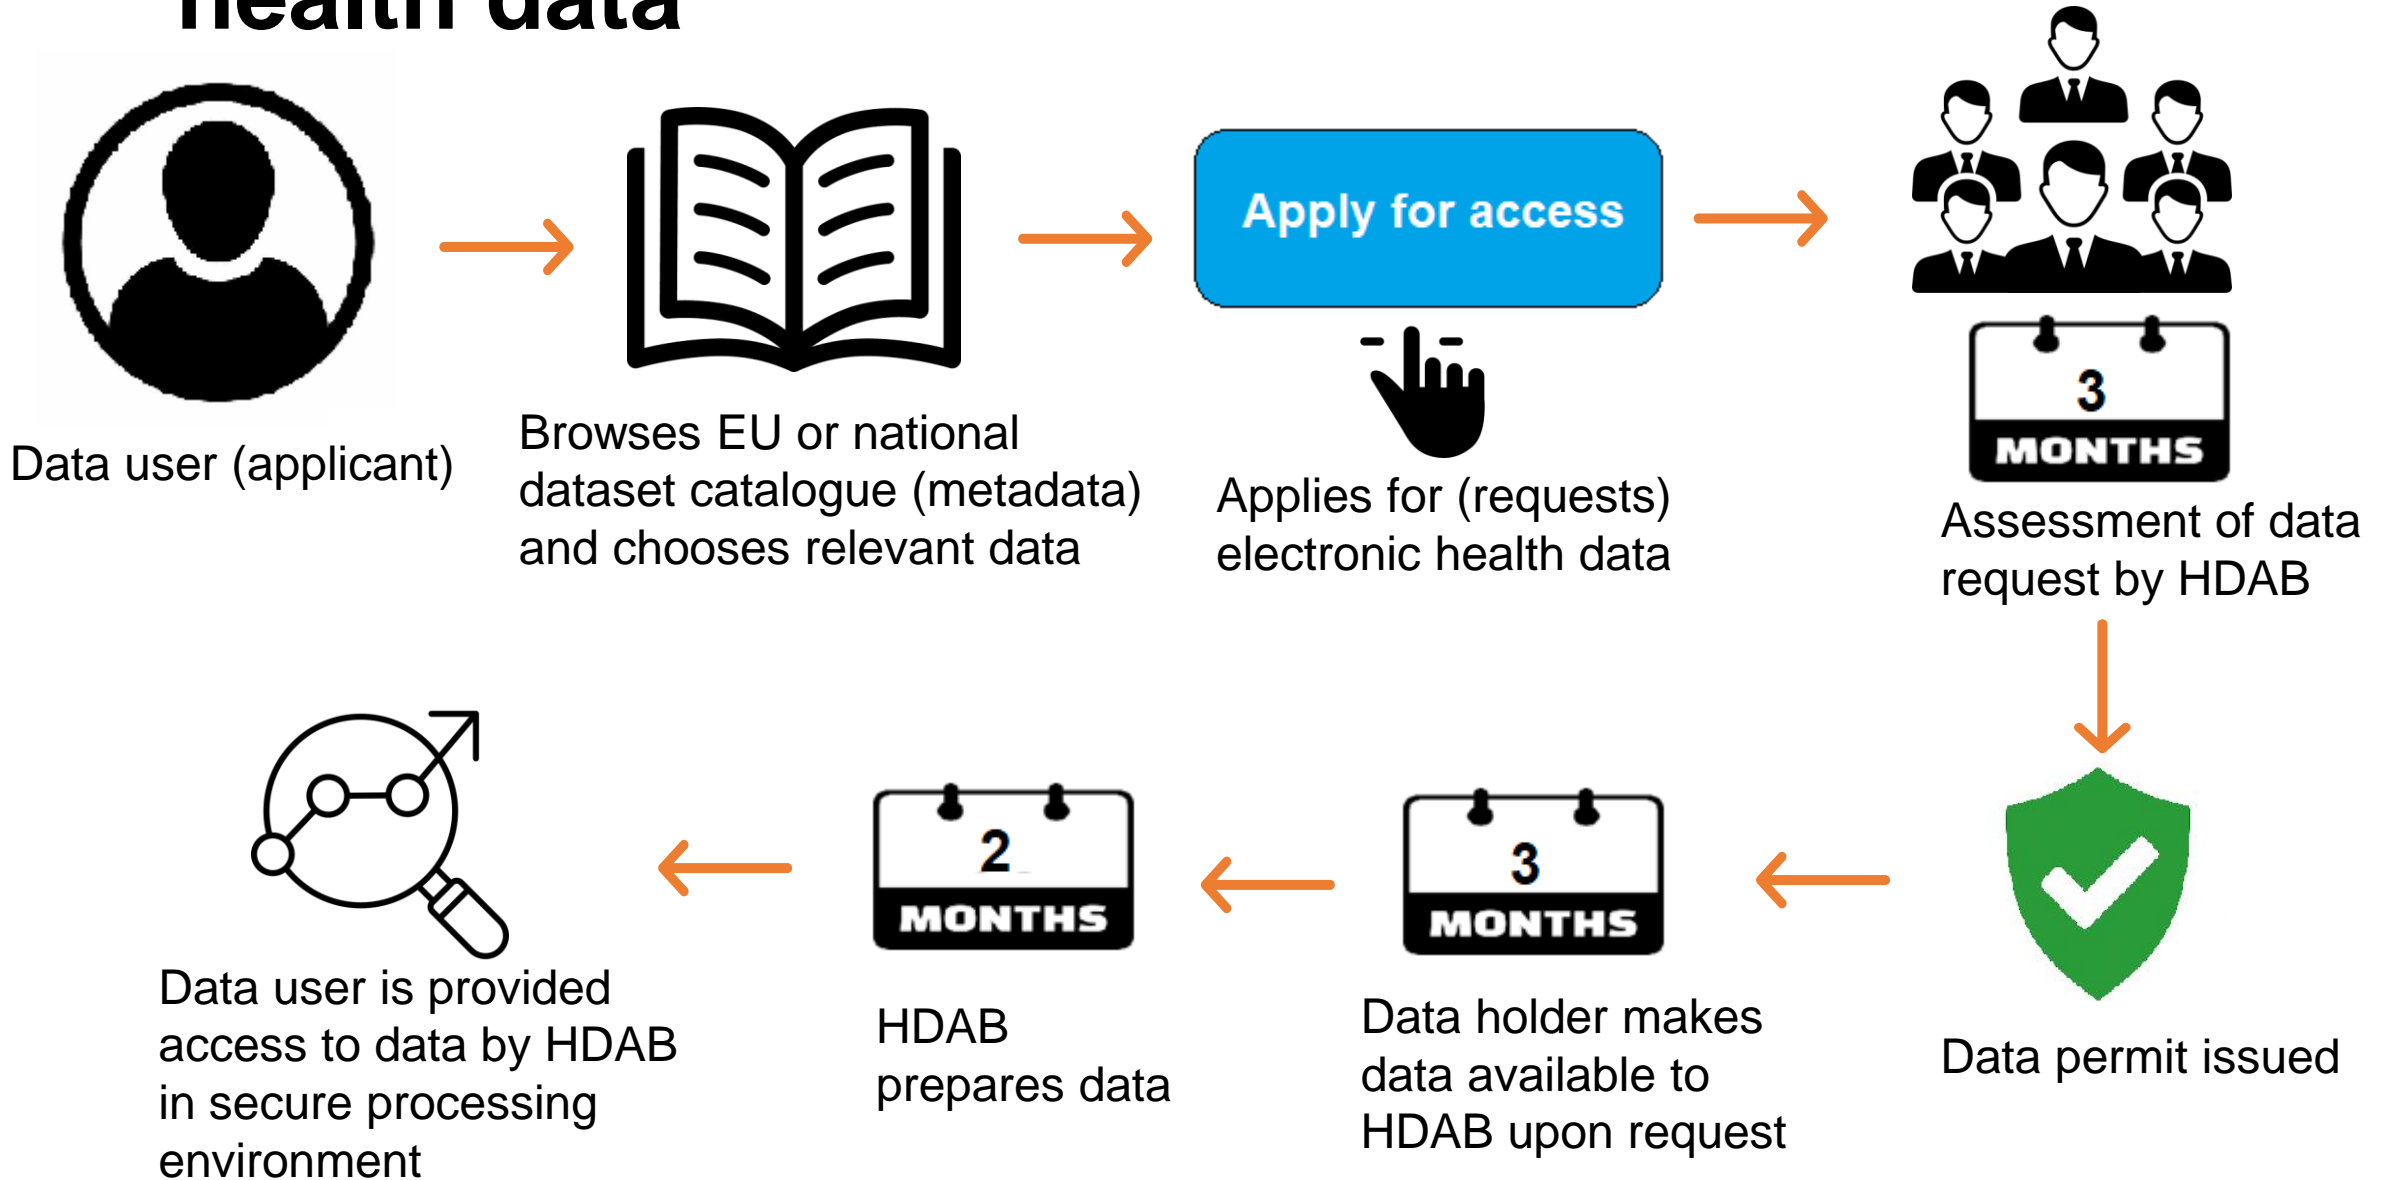 health data
Data user (applicant)
Browses EU or national
dataset catalogue (metadata)
and chooses relevant data
Apply for access
Applies for (requests)
electronic health data
3
MONTHS
Assessment of data
request by HDAB
Data permit issued
3
MONTHS
Data holder makes
data available to
HDAB upon request
2
MONTHS
HDAB
prepares data
Data user is provided
access to data by HDAB
in secure processing
environment